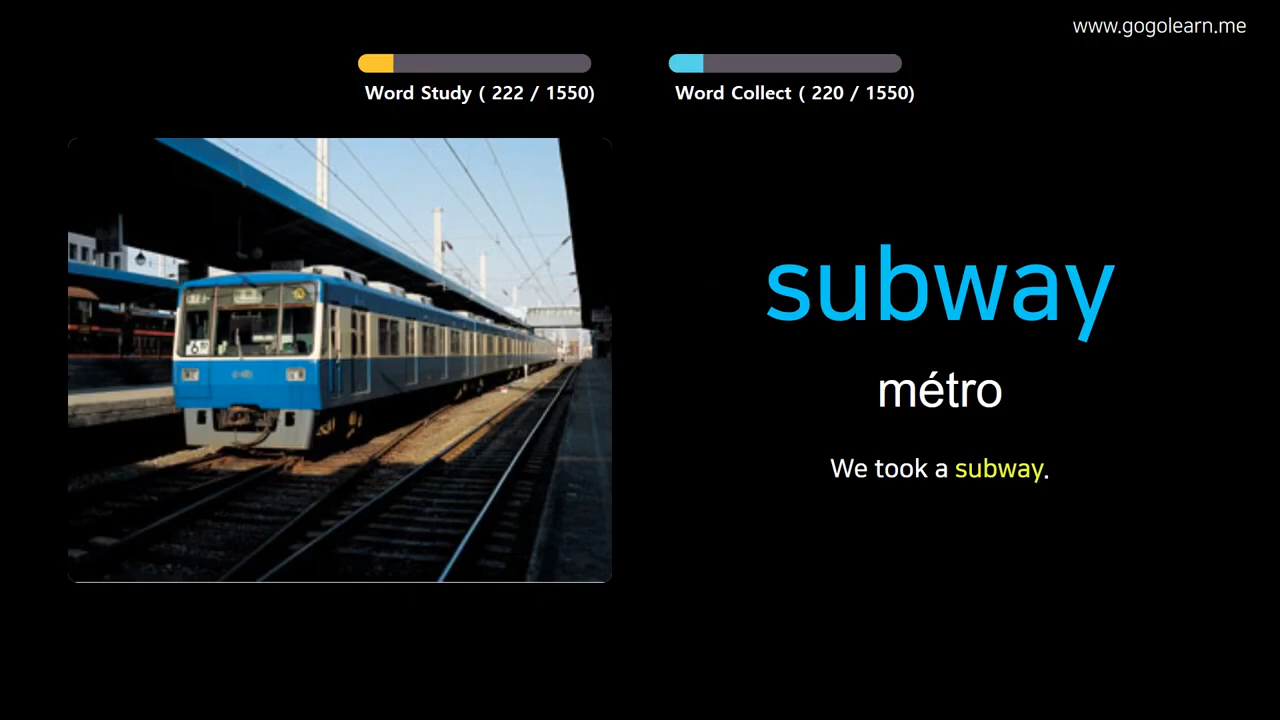 www.gogolearn.me
Word Study ( 222 / 1550)
Word Collect ( 220 / 1550)
subway
métro
We took a subway.